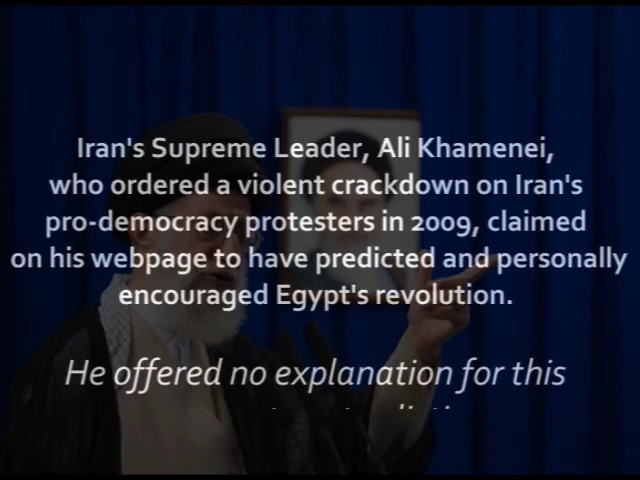 Iran's Supreme Leader, Ali Khamenei,
who ordered a violent crackdown on Iran's
pro-democracy protesters in 2009, claimed
on his webpage to have predicted and personally
encouraged Egypt's revolution.
He offered no explanation for this